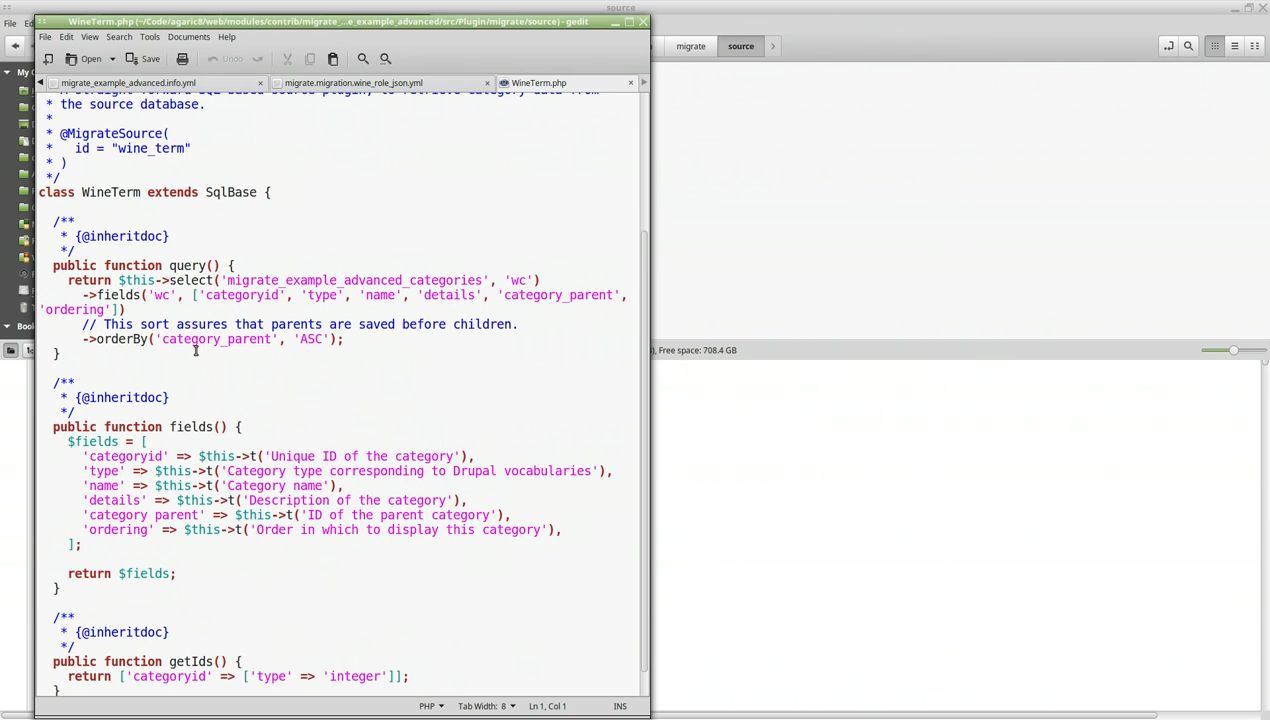 source
WineTerm.php (~/Code/agaric8/web/modules/contrib/migrate_...e_example_advanced/src/Plugin/migrate/source) - gedit
File
File Edit View Search Tools Documents Help
migrate source
Open Save Undo
My C
migrate_example_advanced.info.yml migrate.migration.wine_role_json.yml WineTerm.php
* the source database.
*
* @MigrateSource(
*   id = "wine_term"
* )
*/
class WineTerm extends SqlBase {
/**
* {@inheritdoc}
*/
public function query() {
return $this->select('migrate_example_advanced_categories', 'wc')
->fields('wc', ['categoryid', 'type', 'name', 'details', 'category_parent',
'ordering'])
// This sort assures that parents are saved before children.
->orderBy('category_parent', 'ASC');
}
/**
* {@inheritdoc}
*/
public function fields() {
$fields = [
'categoryid' => $this->t('Unique ID of the category'),
'type' => $this->t('Category type corresponding to Drupal vocabularies'),
'name' => $this->t('Category name'),
'details' => $this->t('Description of the category'),
'category parent' => $this->t('ID of the parent category'),
'ordering' => $this->t('Order in which to display this category'),
];
return $fields;
}
/**
* {@inheritdoc}
*/
public function getIds() {
return ['categoryid' => ['type' => 'integer']];
}
Book
Free space: 708.4 GB
PHP Tab Width: 8 Ln 1, Col 1 INS